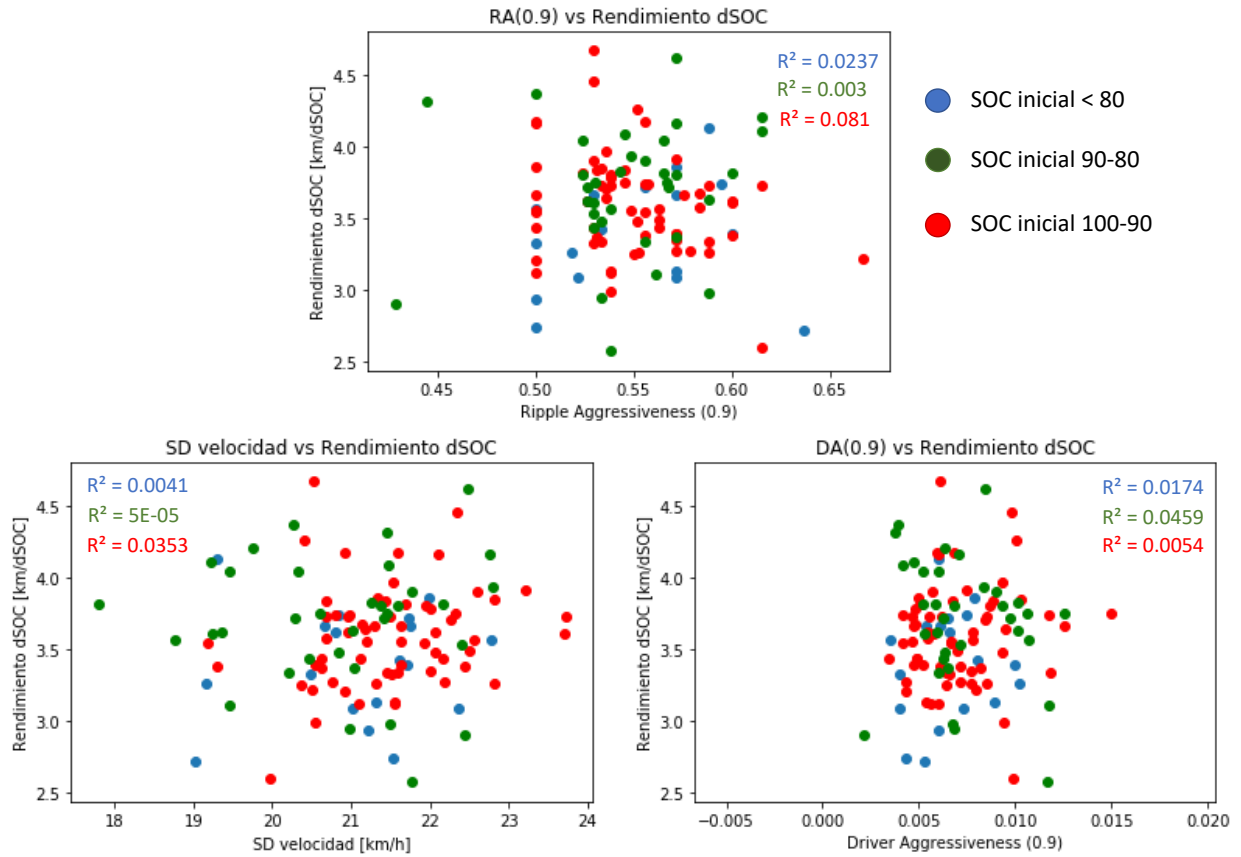 RA(0.9) vs Rendimiento dSOC
R² = 0.0237
R² = 0.003
R² = 0.081
4.5
4.0
3.5
3.0
2.5
Rendimiento dSOC [km/dSOC]
0.45 0.50 0.55 0.60 0.65
Ripple Aggressiveness (0.9)
SOC inicial < 80
SOC inicial 90-80
SOC inicial 100-90
SD velocidad vs Rendimiento dSOC
R² = 0.0041
R² = 5E-05
R² = 0.0353
4.5
4.0
3.5
3.0
2.5
Rendimiento dSOC [km/dSOC]
18 19 20 21 22 23 24
SD velocidad [km/h]
DA(0.9) vs Rendimiento dSOC
R² = 0.0174
R² = 0.0459
R² = 0.0054
4.5
4.0
3.5
3.0
2.5
Rendimiento dSOC [km/dSOC]
−0.005 0.000 0.005 0.010 0.015 0.020
Driver Aggressiveness (0.9)